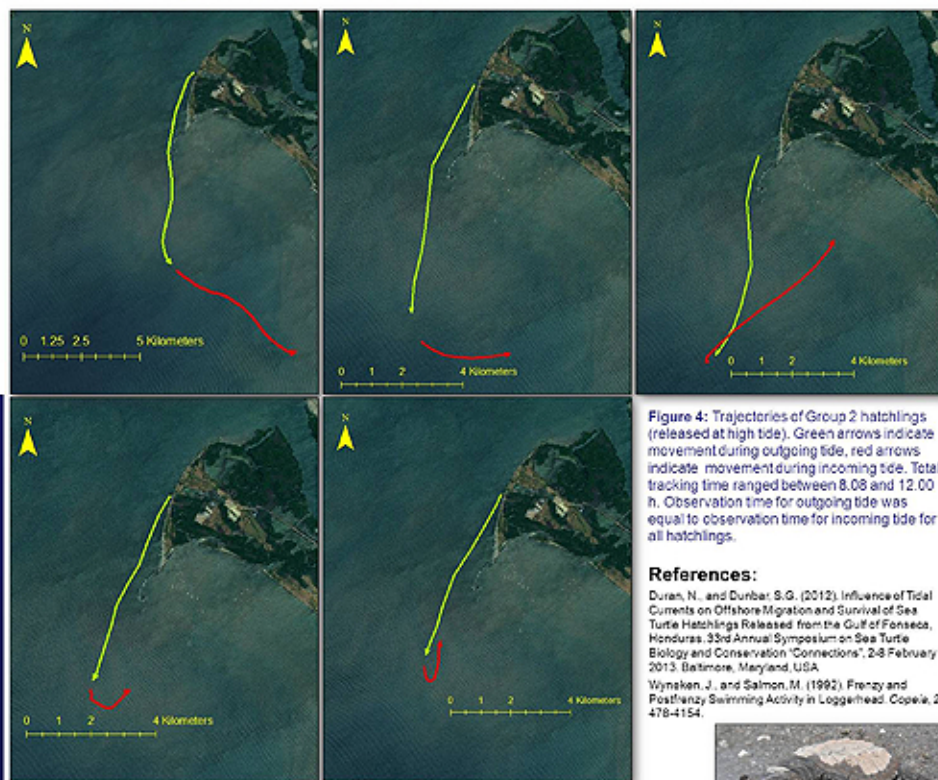 N
N
N
0 1.25 2.5 5 Kilometers
0 1 2 4 Kilometers
0 1 2 4 Kilometers
N
N
0 1 2 4 Kilometers
0 1 2 4 Kilometers
Figure 4: Trajectories of Group 2 hatchlings
(released at high tide). Green arrows indicate
movement during outgoing tide, red arrows
indicate movement during incoming tide. Total
tracking time ranged between 8.08 and 12.00
h. Observation time for outgoing tide was
equal to observation time for incoming tide for
all hatchlings.
References:
Duran, N., and Dunbar, S.G. (2012). Influence of Tidal
Currents on Offshore Migration and Survival of Sea
Turtle Hatchlings Released from the Gulf of Fonseca,
Honduras. 33rd Annual Symposium on Sea Turtle
Biology and Conservation "Connections", 2-8 February
2013. Baltimore, Maryland, USA
Wyneken, J., and Salmon, M. (1992). Frenzy and
Postfrenzy Swimming Activity in Loggerhead. Copeia, 2
478-4154.